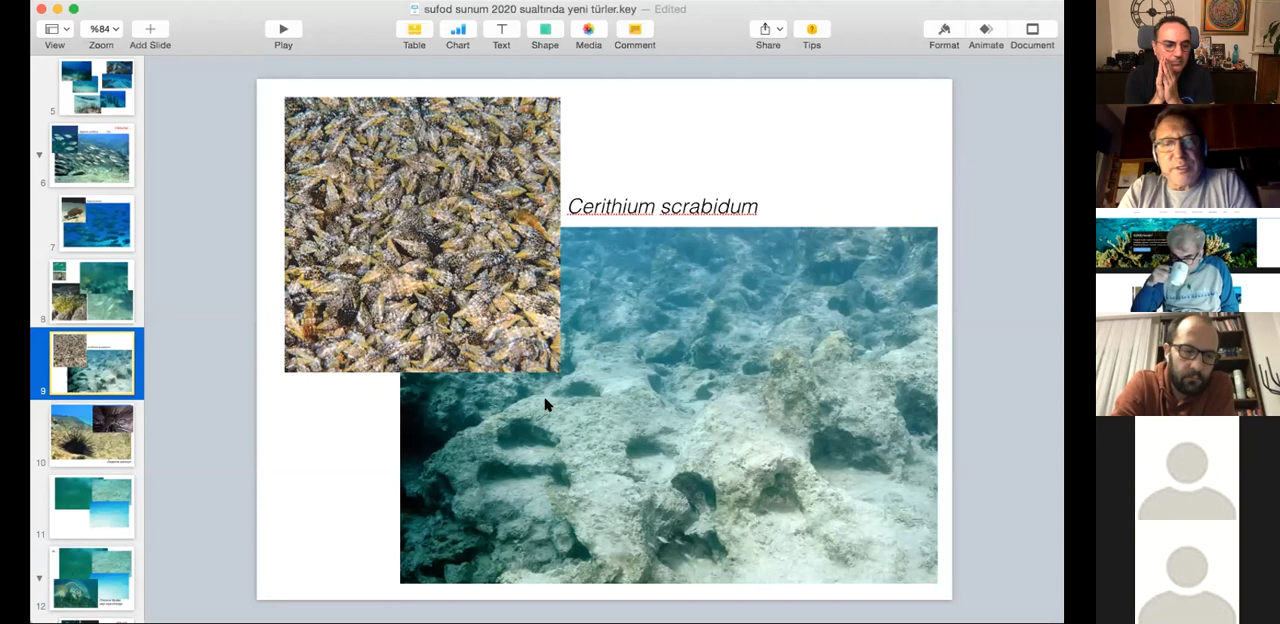 sufod sunum 2020 sualtında yeni türler.key — Edited
%84
View
Zoom
Add Slide
Play
Table
Chart
Text
Shape
Media
Comment
Share
Tips
Format
Animate
Document
Cerithium scrabidum
5
6
7
8
9
10
11
12